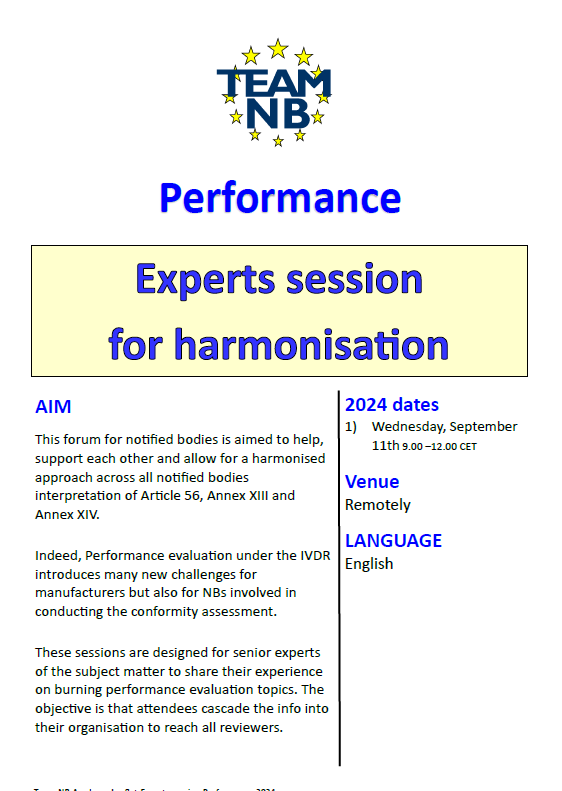 TEAM
NB
Performance
Experts session
for harmonisation
AIM
This forum for notified bodies is aimed to help,
support each other and allow for a harmonised
approach across all notified bodies
interpretation of Article 56, Annex XIII and
Annex XIV.
Indeed, Performance evaluation under the IVDR
introduces many new challenges for
manufacturers but also for NBs involved in
conducting the conformity assessment.
These sessions are designed for senior experts
of the subject matter to share their experience
on burning performance evaluation topics. The
objective is that attendees cascade the info into
their organisation to reach all reviewers.
2024 dates
1) Wednesday, September
11th 9.00 –12.00 CET
Venue
Remotely
LANGUAGE
English